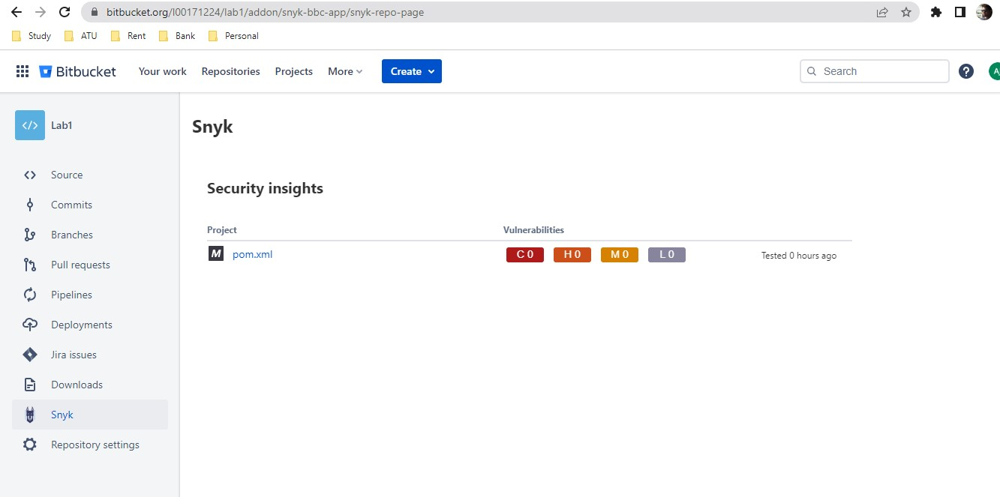 bitbucket.org/l00171224/lab1/addon/snyk-bbc-app/snyk-repo-page
Study ATU Rent Bank Personal
Bitbucket Your work Repositories Projects More Create Search ? A
</> Lab1
Snyk
Source
Security insights
Commits
Project Vulnerabilities
Branches
M pom.xml C 0 H 0 M 0 L 0 Tested 0 hours ago
Pull requests
Pipelines
Deployments
Jira issues
Downloads
Snyk
Repository settings